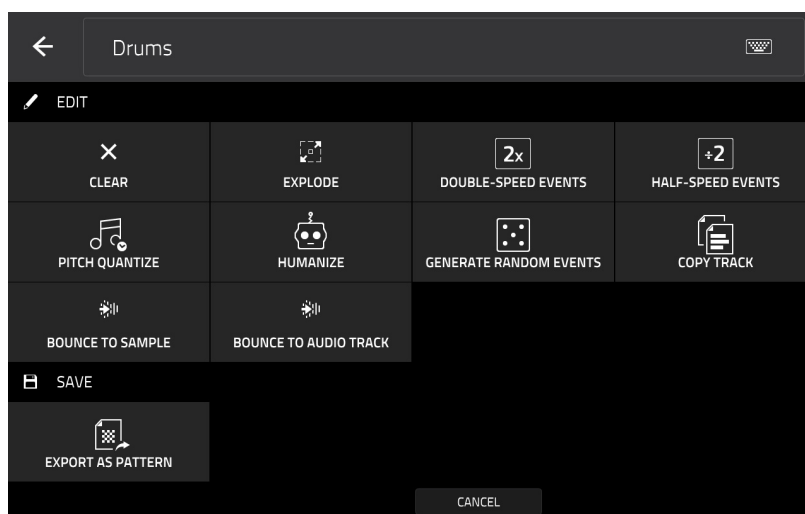 Drums
EDIT
CLEAR
EXPLODE
2x
DOUBLE-SPEED EVENTS
÷2
HALF-SPEED EVENTS
PITCH QUANTIZE
HUMANIZE
GENERATE RANDOM EVENTS
COPY TRACK
BOUNCE TO SAMPLE
BOUNCE TO AUDIO TRACK
SAVE
EXPORT AS PATTERN
CANCEL